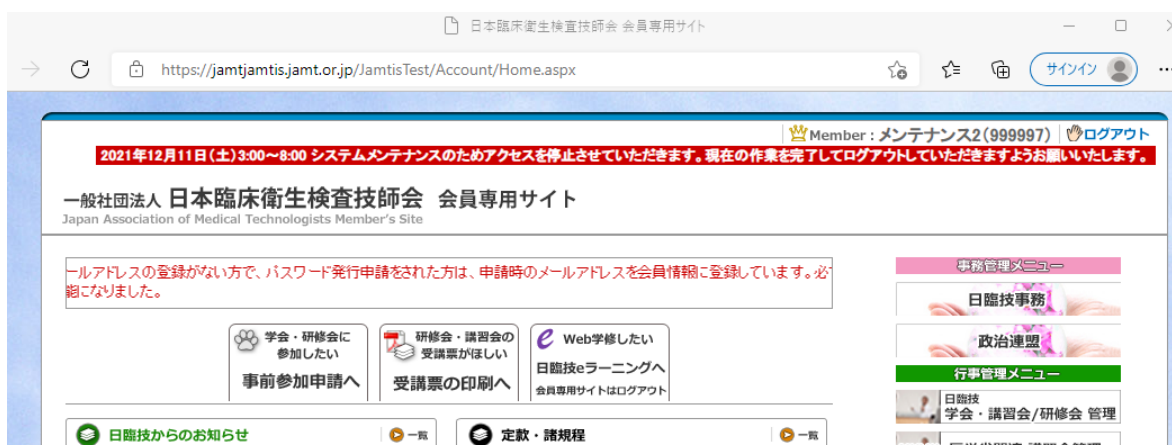 日本臨床衛生検査技師会 会員専用サイト
https://jamtjamtis.jamt.or.jp/JamtisTest/Account/Home.aspx
サインイン
Member : メンテナンス2(999997) ログアウト
2021年12月11日(土)3:00～8:00 システムメンテナンスのためアクセスを停止させていただきます。現在の作業を完了してログアウトしていただきますようお願いいたします。
一般社団法人 日本臨床衛生検査技師会 会員専用サイト
Japan Association of Medical Technologists Member's Site
ールアドレスの登録がない方で、パスワード発行申請をされた方は、申請時のメールアドレスを会員情報に登録しています。必
能になりました。
学会・研修会に
参加したい
事前参加申請へ
研修会・講習会の
受講票がほしい
受講票の印刷へ
Web学修したい
日臨技eラーニングへ
会員専用サイトはログアウト
事務管理メニュー
日臨技事務
政治連盟
行事管理メニュー
日臨技
学会・講習会/研修会 管理
日臨技からのお知らせ
一覧
定款・諸規程
一覧